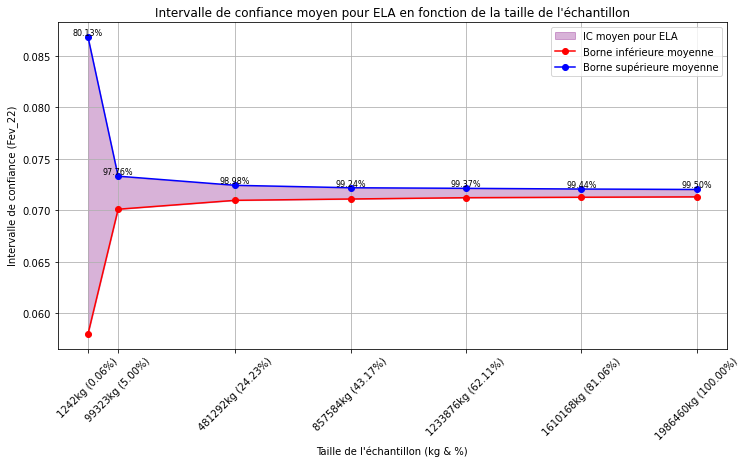 Intervalle de confiance moyen pour ELA en fonction de la taille de l'échantillon
IC moyen pour ELA
Borne inférieure moyenne
Borne supérieure moyenne
80.13%
97.76%
98.98%
99.24%
99.37%
99.44%
99.50%
Intervalle de confiance (Fev_22)
0.085
0.080
0.075
0.070
0.065
0.060
1242kg (0.06%)
99323kg (5.00%)
481292kg (24.23%)
857584kg (43.17%)
1233876kg (62.11%)
1610168kg (81.06%)
1986460kg (100.00%)
Taille de l'échantillon (kg & %)